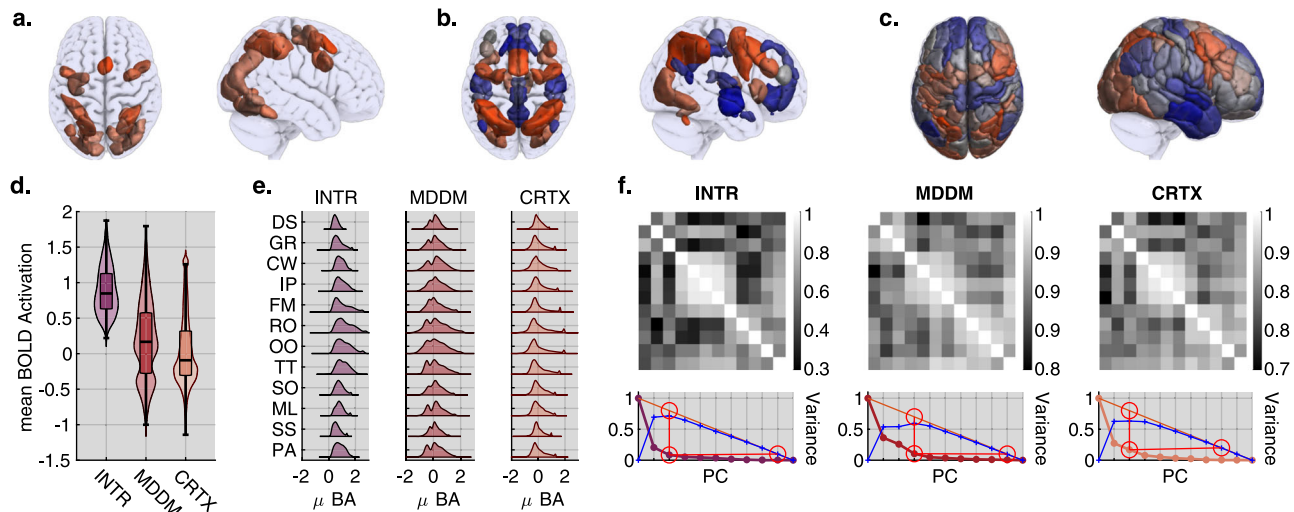 a.
b.
c.
d.
mean BOLD Activation
2
1.5
1
0.5
0
-0.5
-1
-1.5
INTR
MDDM
CRTX
e.
INTR MDDM CRTX
DS
GR
CW
IP
FM
RO
OO
TT
SO
ML
SS
PA
-2 0 2 -2 0 2 -2 0 2
μ BA μ BA μ BA
f.
INTR
1
0.8
0.6
0.4
0.3
MDDM
1
0.9
0.9
0.9
0.8
CRTX
1
0.9
0.8
0.8
0.7
1
0.5
0
PC
Variance
1
0.5
0
PC
Variance
1
0.5
0
PC
Variance